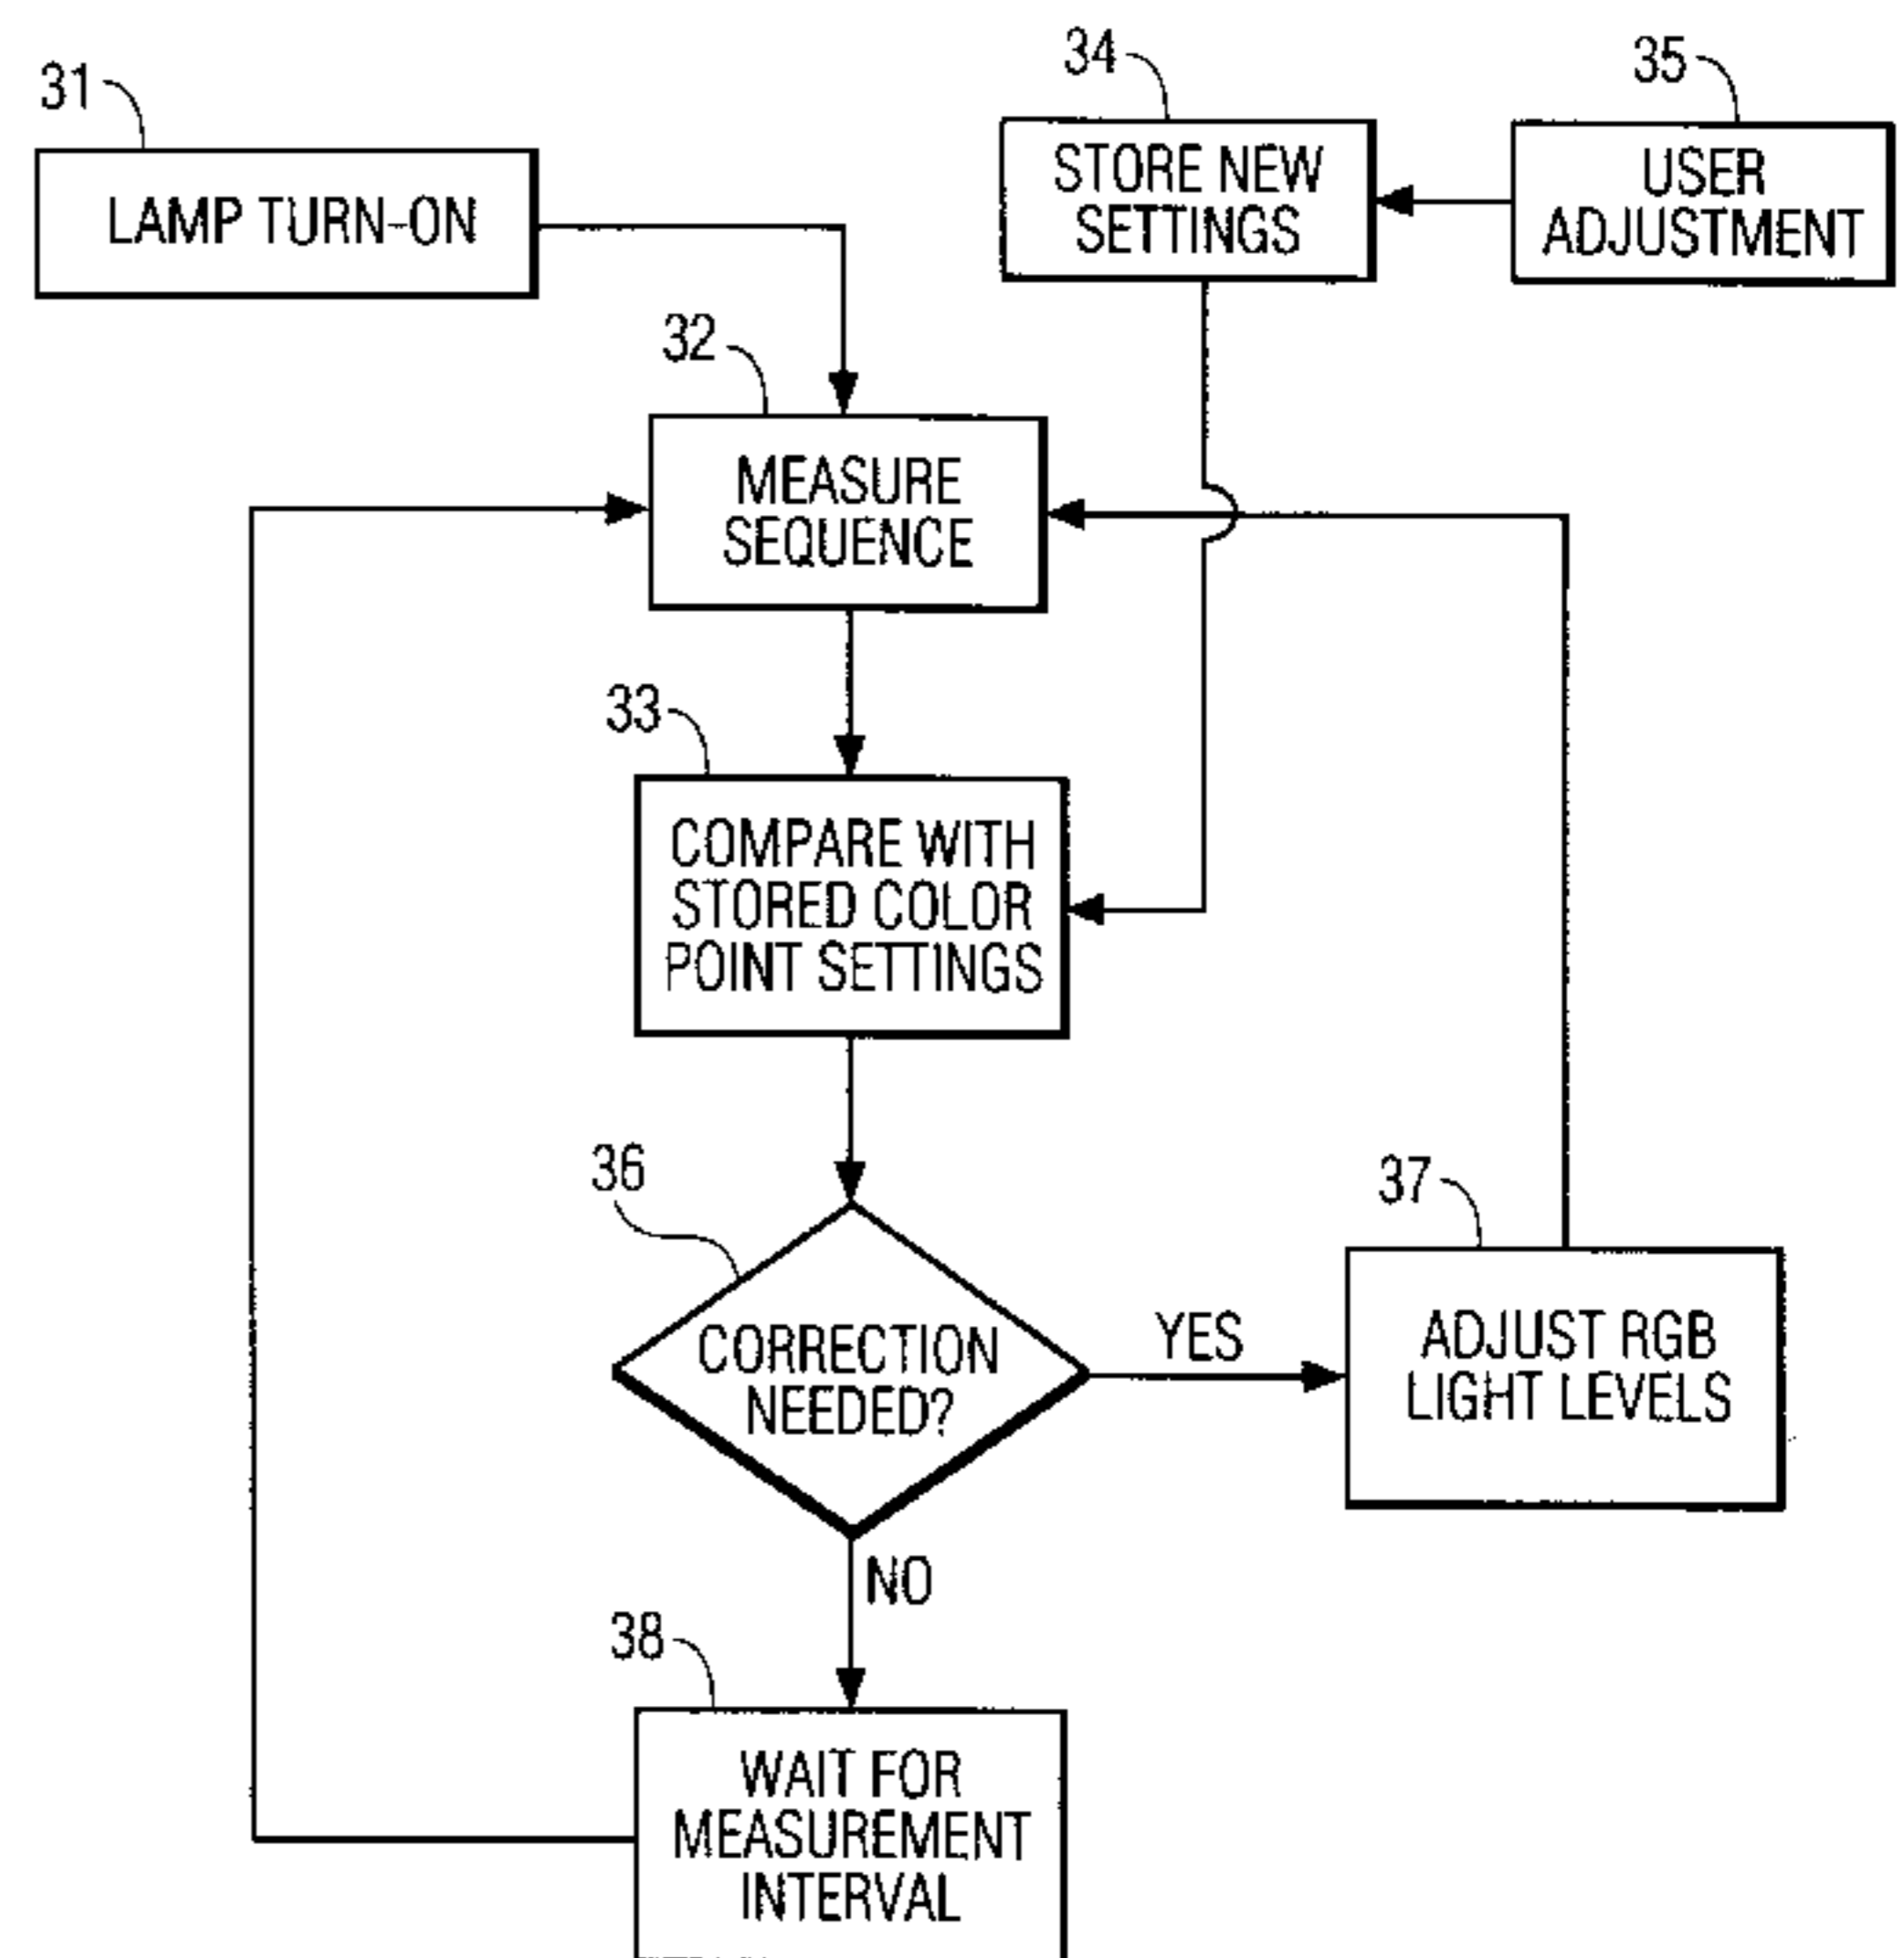 31
LAMP TURN-ON
34
STORE NEW
SETTINGS
35
USER
ADJUSTMENT
32
MEASURE
SEQUENCE
33
COMPARE WITH
STORED COLOR
POINT SETTINGS
36
CORRECTION
NEEDED?
YES
37
ADJUST RGB
LIGHT LEVELS
NO
38
WAIT FOR
MEASUREMENT
INTERVAL